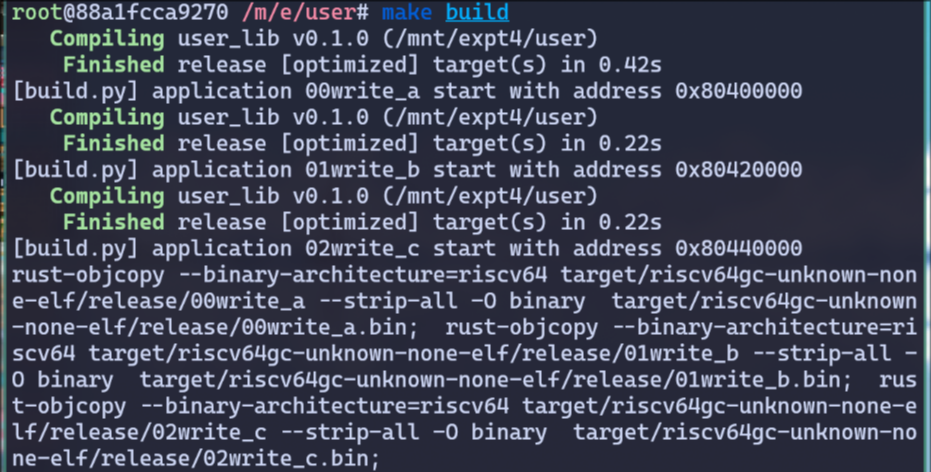 root@88a1fcca9270 /m/e/user# make build
   Compiling user_lib v0.1.0 (/mnt/expt4/user)
    Finished release [optimized] target(s) in 0.42s
[build.py] application 00write_a start with address 0x80400000
   Compiling user_lib v0.1.0 (/mnt/expt4/user)
    Finished release [optimized] target(s) in 0.22s
[build.py] application 01write_b start with address 0x80420000
   Compiling user_lib v0.1.0 (/mnt/expt4/user)
    Finished release [optimized] target(s) in 0.22s
[build.py] application 02write_c start with address 0x80440000
rust-objcopy --binary-architecture=riscv64 target/riscv64gc-unknown-non
e-elf/release/00write_a --strip-all -O binary  target/riscv64gc-unknown
-none-elf/release/00write_a.bin;  rust-objcopy --binary-architecture=ri
scv64 target/riscv64gc-unknown-none-elf/release/01write_b --strip-all -
O binary  target/riscv64gc-unknown-none-elf/release/01write_b.bin;  rus
t-objcopy --binary-architecture=riscv64 target/riscv64gc-unknown-none-e
lf/release/02write_c --strip-all -O binary  target/riscv64gc-unknown-no
ne-elf/release/02write_c.bin;